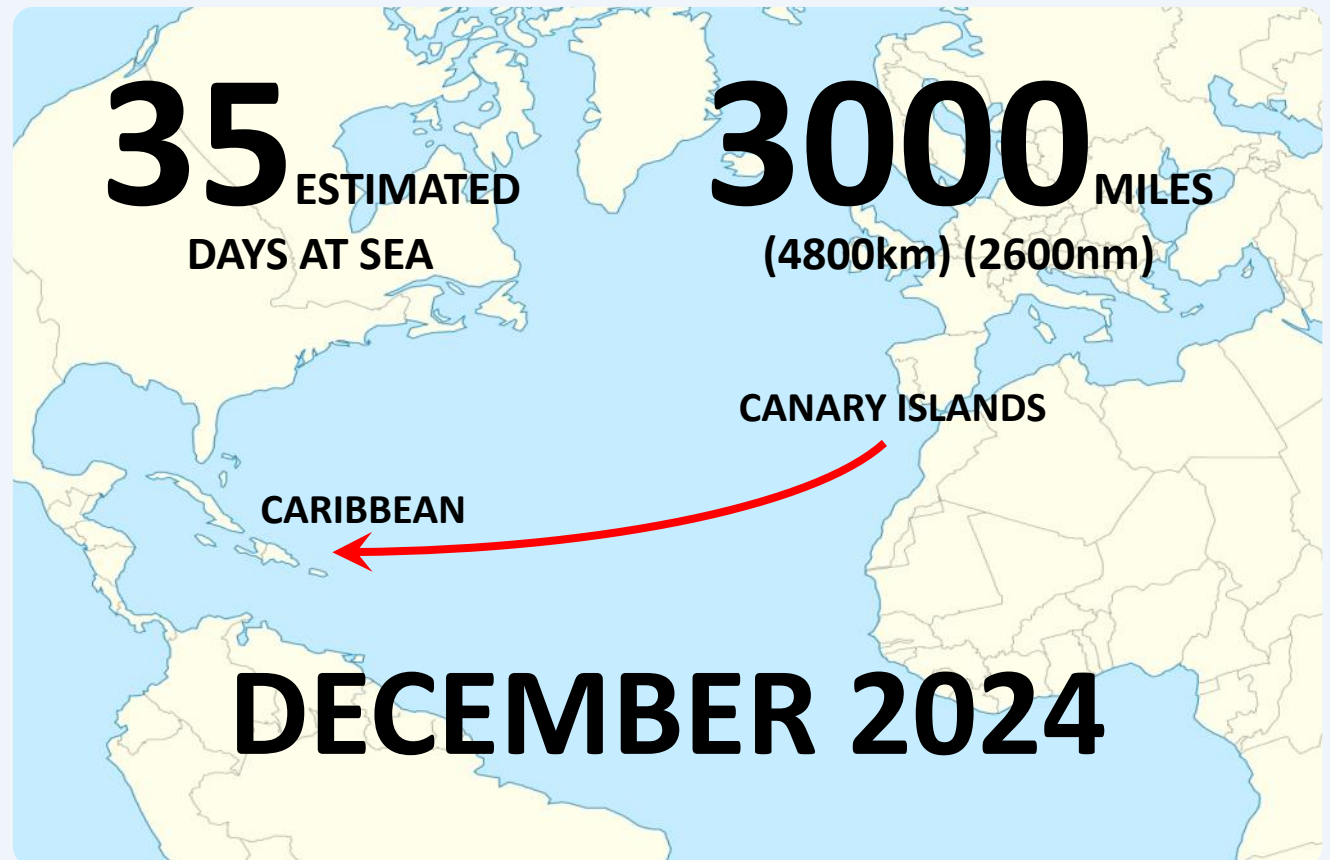 35 ESTIMATED
DAYS AT SEA
3000 MILES
(4800km) (2600nm)
CANARY ISLANDS
CARIBBEAN
DECEMBER 2024